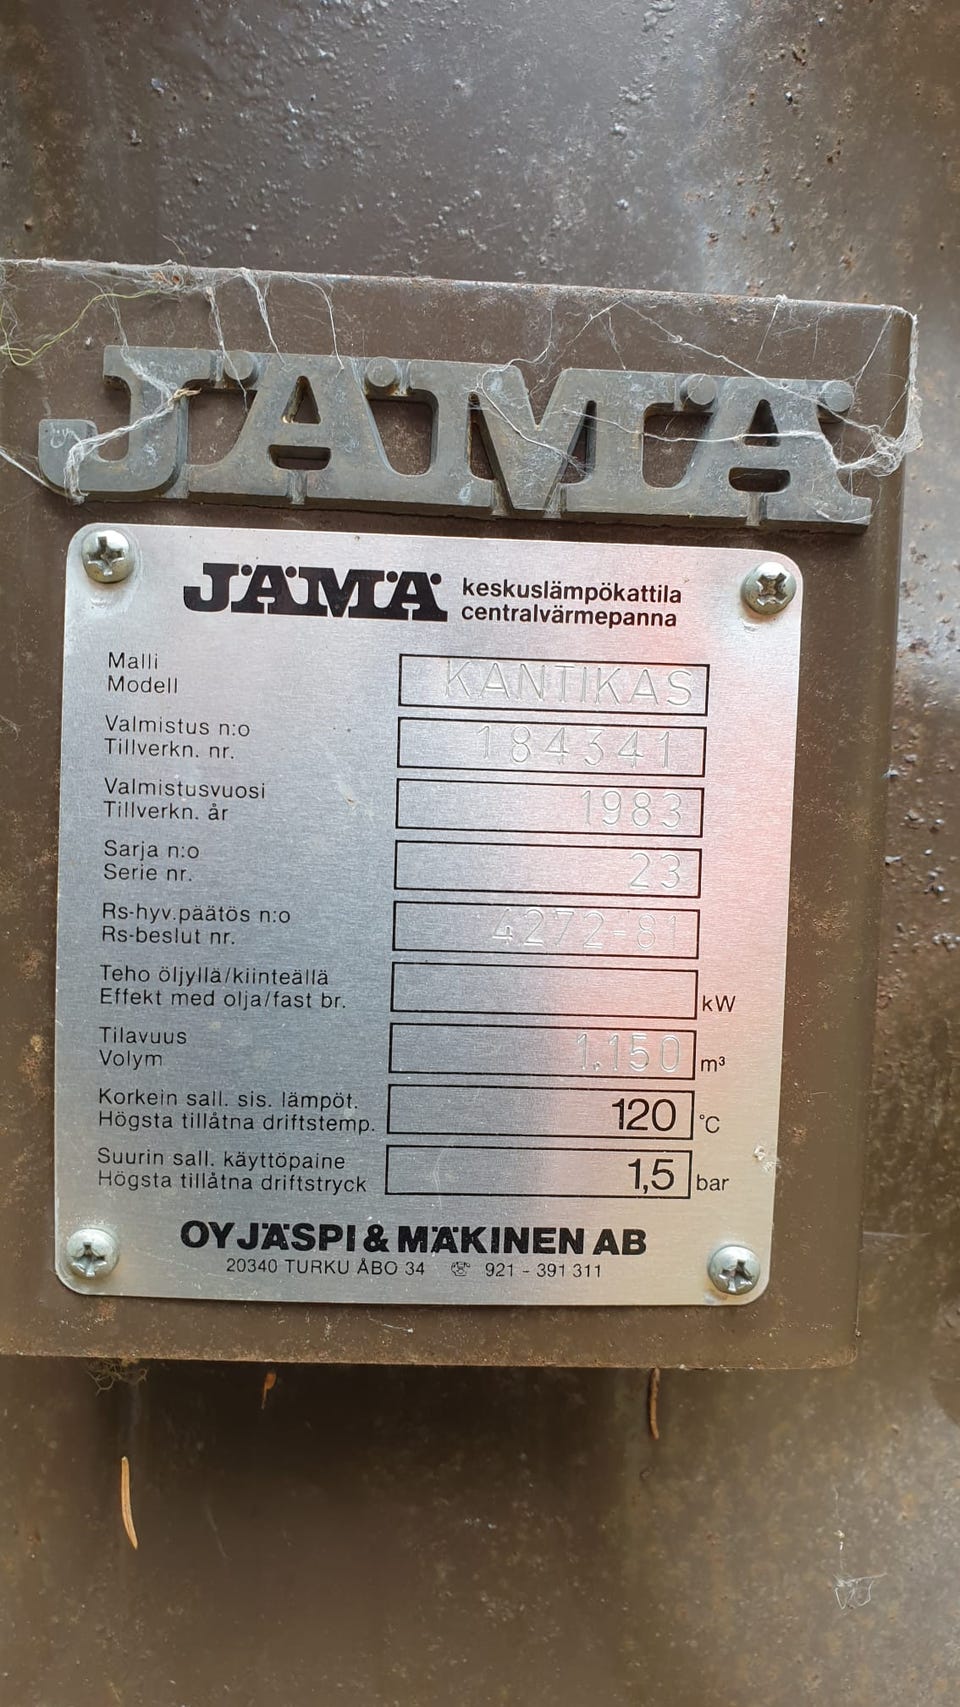 JÄMÄ
JÄMÄ keskuslämpökattila
centralvärmepanna
Malli
Modell
KANTIKAS
Valmistus n:o
Tillverkn. nr.
184341
Valmistusvuosi
Tillverkn. år
1983
Sarja n:o
Serie nr.
23
Rs-hyv.päätös n:o
Rs-beslut nr.
4272-81
Teho öljyllä/kiinteällä
Effekt med olja/fast br.
kW
Tilavuus
Volym
1.150 m³
Korkein sall. sis. lämpöt.
Högsta tillåtna driftstemp.
120 °C
Suurin sall. käyttöpaine
Högsta tillåtna driftstryck
1,5 bar
OY JÄSPI & MÄKINEN AB
20340 TURKU ÅBO 34 ☎ 921 - 391 311